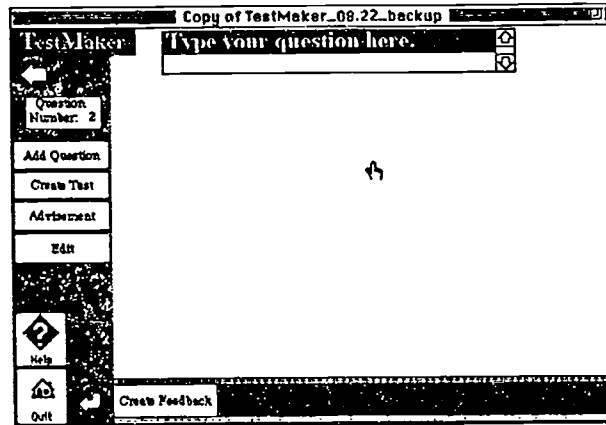 Copy of TestMaker_08.22_backup
TestMaker
Type your question here.
Question
Number: 2
Add Question
Create Test
Advisement
Edit
Help
Quit
Create Feedback